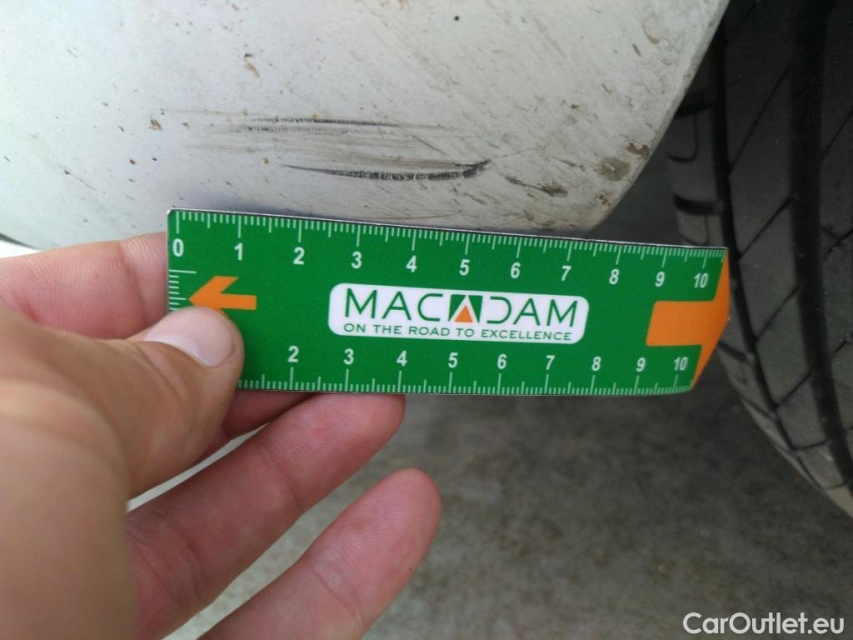 0 1 2 3 4 5 6 7 8 9 10
MACADAM
ON THE ROAD TO EXCELLENCE
2 3 4 5 6 7 8 9 10
CarOutlet.eu